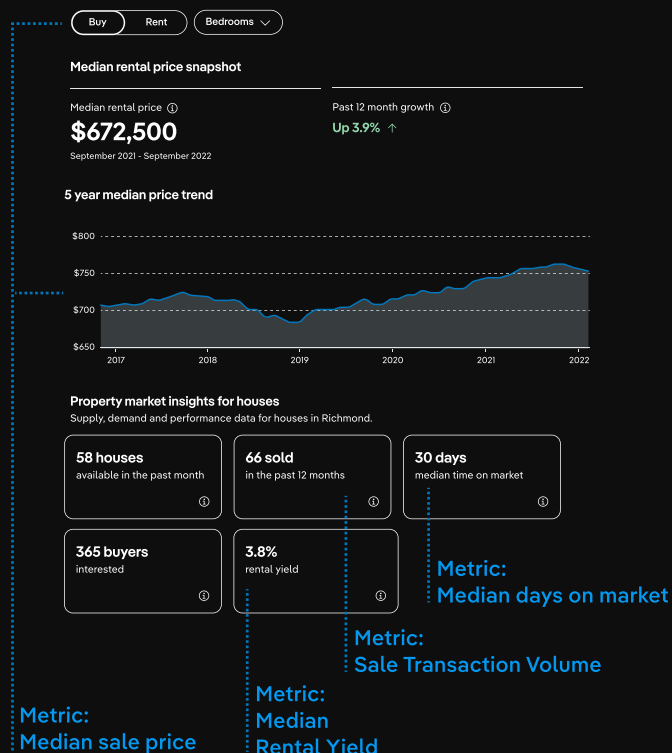 Buy Rent Bedrooms
Median rental price snapshot
Median rental price
$672,500
September 2021 - September 2022
Past 12 month growth
Up 3.9% ↑
5 year median price trend
$800
$750
$700
$650
2017 2018 2019 2020 2021 2022
Property market insights for houses
Supply, demand and performance data for houses in Richmond.
58 houses
available in the past month
66 sold
in the past 12 months
30 days
median time on market
365 buyers
interested
3.8%
rental yield
Metric:
Median days on market
Metric:
Sale Transaction Volume
Metric:
Median
Rental Yield
Metric:
Median sale price